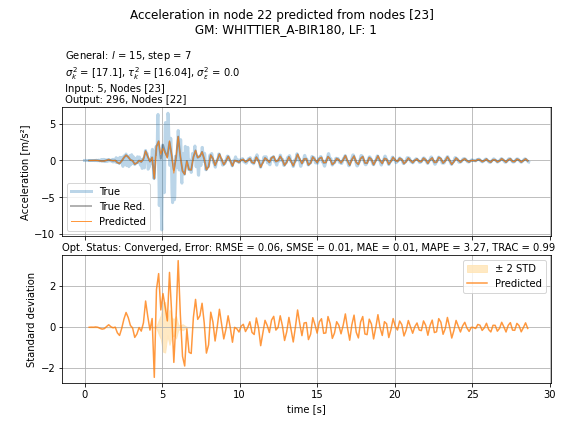 Acceleration in node 22 predicted from nodes [23]
GM: WHITTIER_A-BIR180, LF: 1
General: l = 15, step = 7
σ²ₖ = [17.1], τ²ₖ = [16.04], σ²ε = 0.0
Input: 5, Nodes [23]
Output: 296, Nodes [22]
Acceleration [m/s²]
5
0
−5
−10
True
True Red.
Predicted
Opt. Status: Converged, Error: RMSE = 0.06, SMSE = 0.01, MAE = 0.01, MAPE = 3.27, TRAC = 0.99
Standard deviation
2
0
−2
± 2 STD
Predicted
0 5 10 15 20 25 30
time [s]